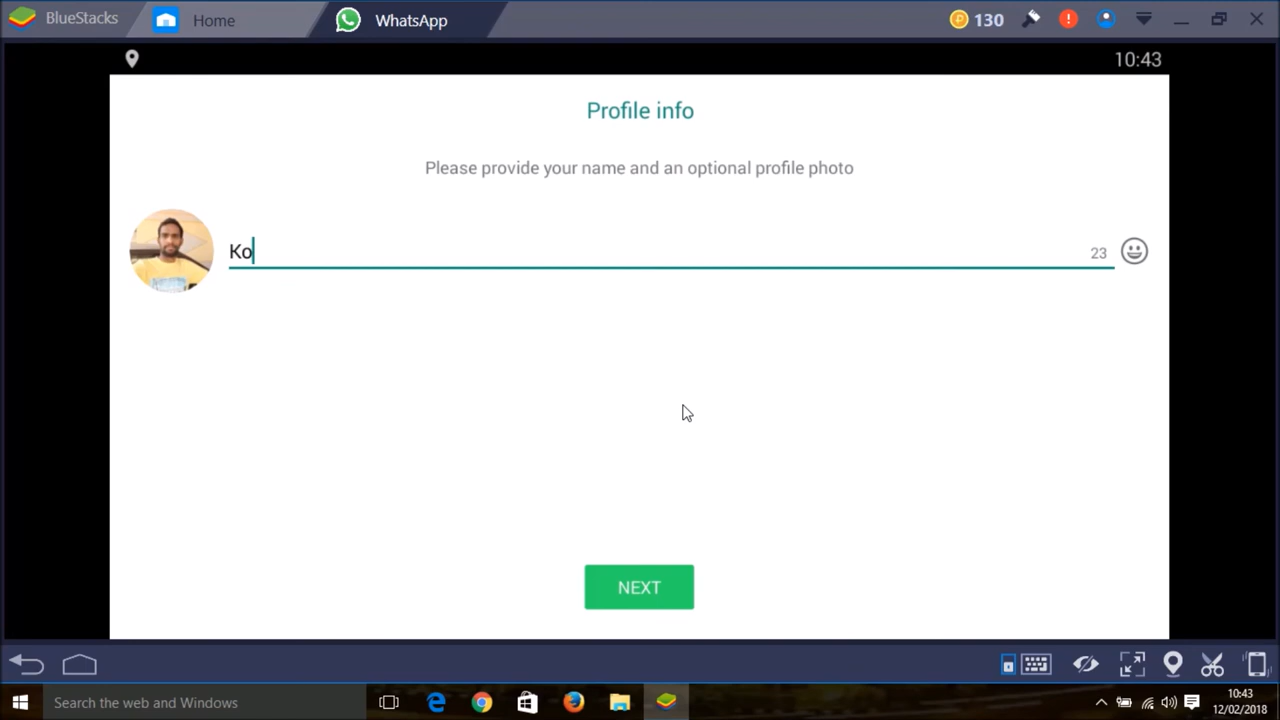 BlueStacks
Home
WhatsApp
130
10:43
Profile info
Please provide your name and an optional profile photo
Ko
23
NEXT
Search the web and Windows
10:43
12/02/2018